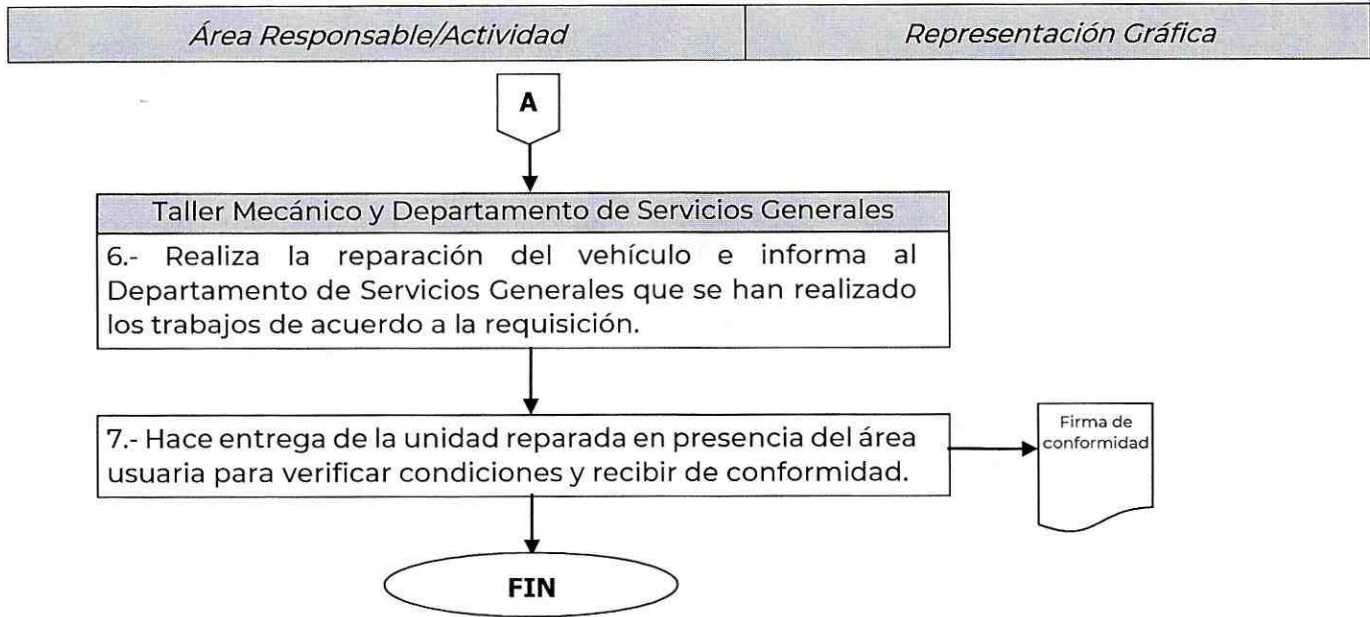 Área Responsable/Actividad
Representación Gráfica
A
Taller Mecánico y Departamento de Servicios Generales
6.- Realiza la reparación del vehículo e informa al
Departamento de Servicios Generales que se han realizado
los trabajos de acuerdo a la requisición.
7.- Hace entrega de la unidad reparada en presencia del área
usuaria para verificar condiciones y recibir de conformidad.
Firma de
conformidad
FIN